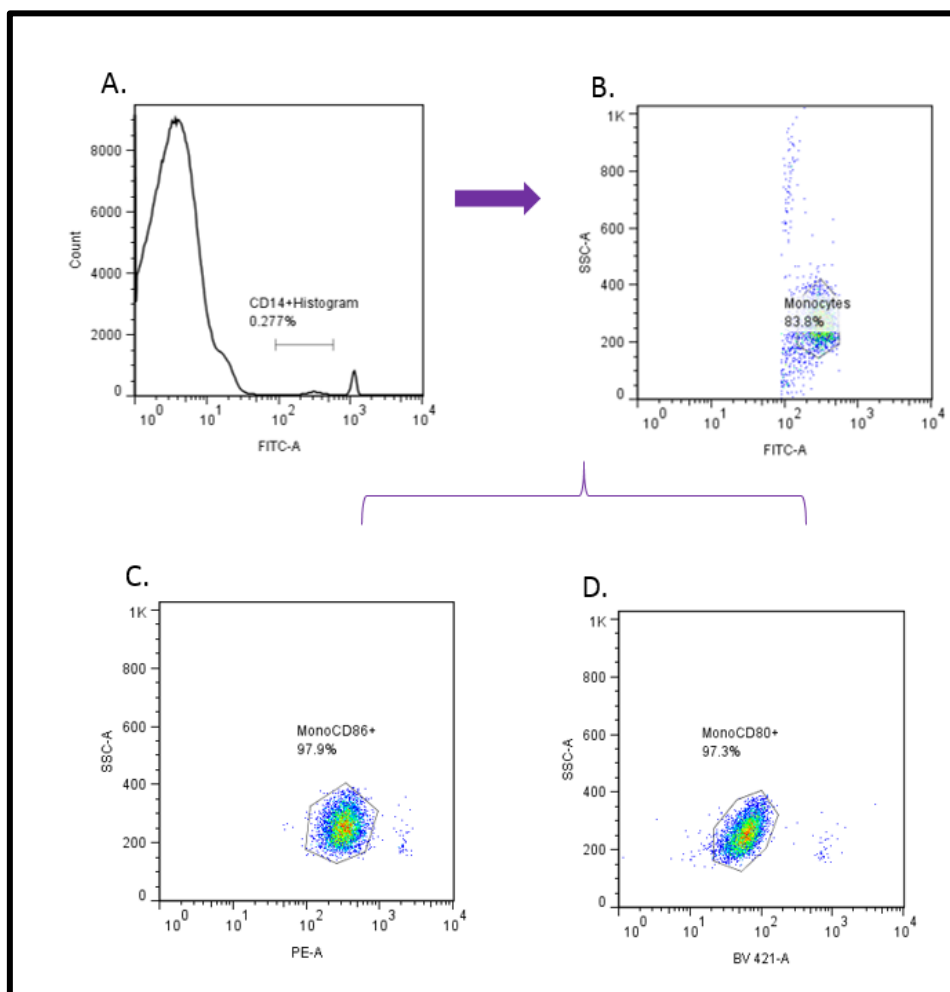 A.
8000
6000
4000
2000
0
Count
CD14+Histogram
0.277%
10^0 10^1 10^2 10^3 10^4
FITC-A
B.
1K
800
600
400
200
0
SSC-A
Monocytes
83.8%
10^0 10^1 10^2 10^3 10^4
FITC-A
C.
1K
800
600
400
200
0
SSC-A
MonoCD86+
97.9%
10^0 10^1 10^2 10^3 10^4
PE-A
D.
1K
800
600
400
200
0
SSC-A
MonoCD80+
97.3%
10^0 10^1 10^2 10^3 10^4
BV 421-A